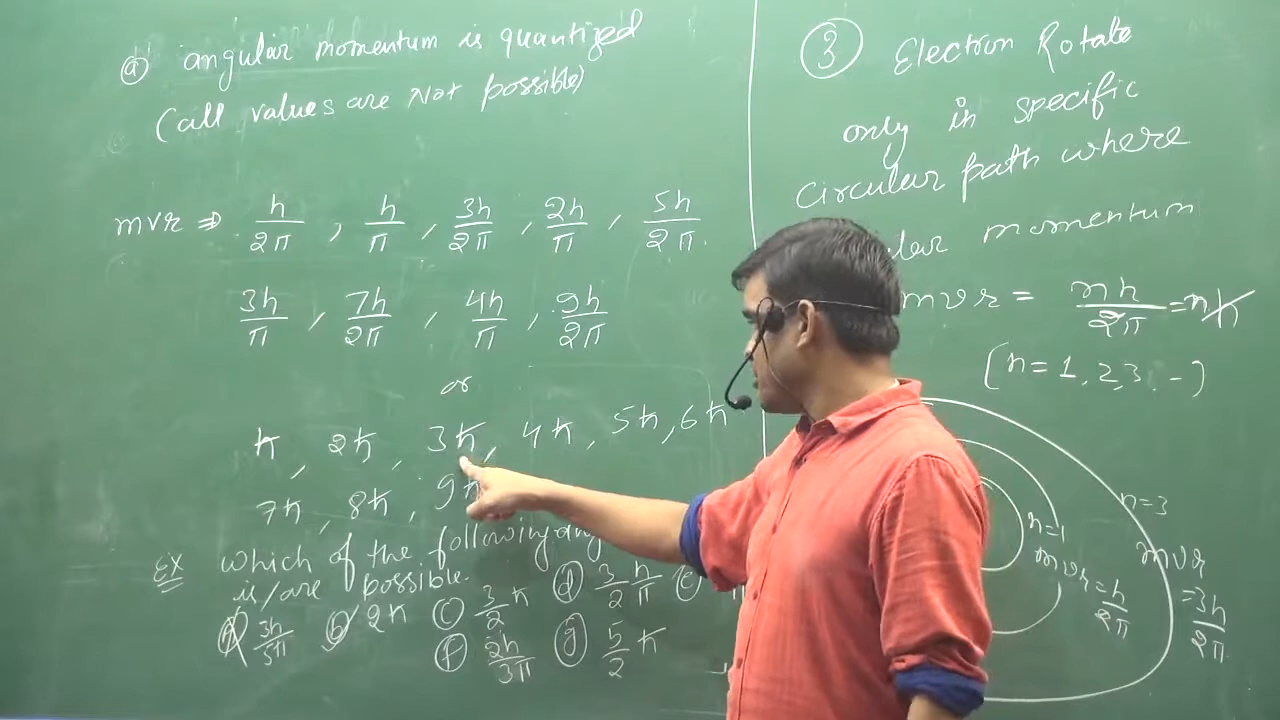 (a) angular momentum is quantized
(all values are Not possible)
mvr ⇒ h/2π , h/π , 3h/2π , 2h/π , 5h/2π .
3h/π , 7h/2π , 4h/π , 9h/2π
or
ħ , 2ħ , 3ħ , 4ħ , 5ħ , 6ħ
7ħ , 8ħ , 9ħ
Ex which of the following ang
is/are possible.
(a) 3h/5π (b) 2ħ (c) 3/2 ħ (d) 3/2 h/π (e)
(f) 2h/3π (g) 5/2 ħ
(3) Electron Rotate
only in specific
circular path where
ular momentum
mvr = nh/2π = nħ
(n = 1, 2, 3 . -)
n=1
mvr = h/2π
n=3
mvr
= 3h/2π